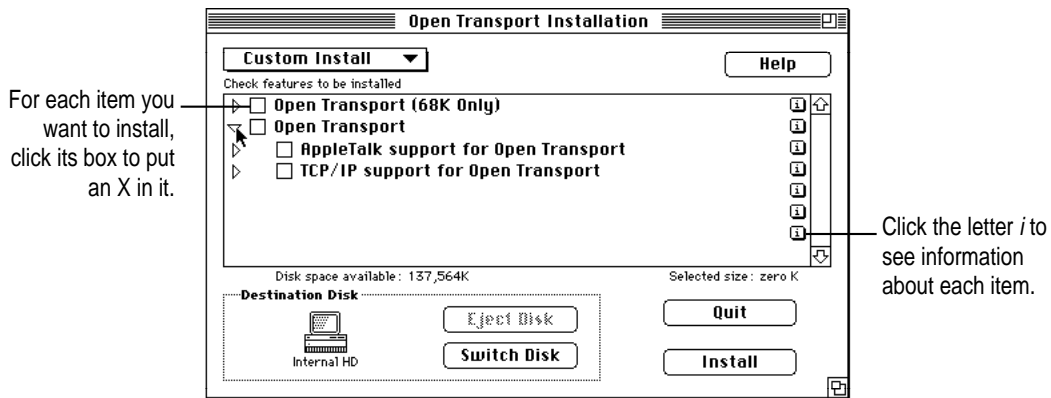 Open Transport Installation
Custom Install
Help
Check features to be installed
For each item you
want to install,
click its box to put
an X in it.
Open Transport (68K Only)
Open Transport
AppleTalk support for Open Transport
TCP/IP support for Open Transport
i
i
i
i
i
i
i
Click the letter i to
see information
about each item.
Disk space available: 137,564K
Selected size: zero K
Destination Disk
Internal HD
Eject Disk
Switch Disk
Quit
Install